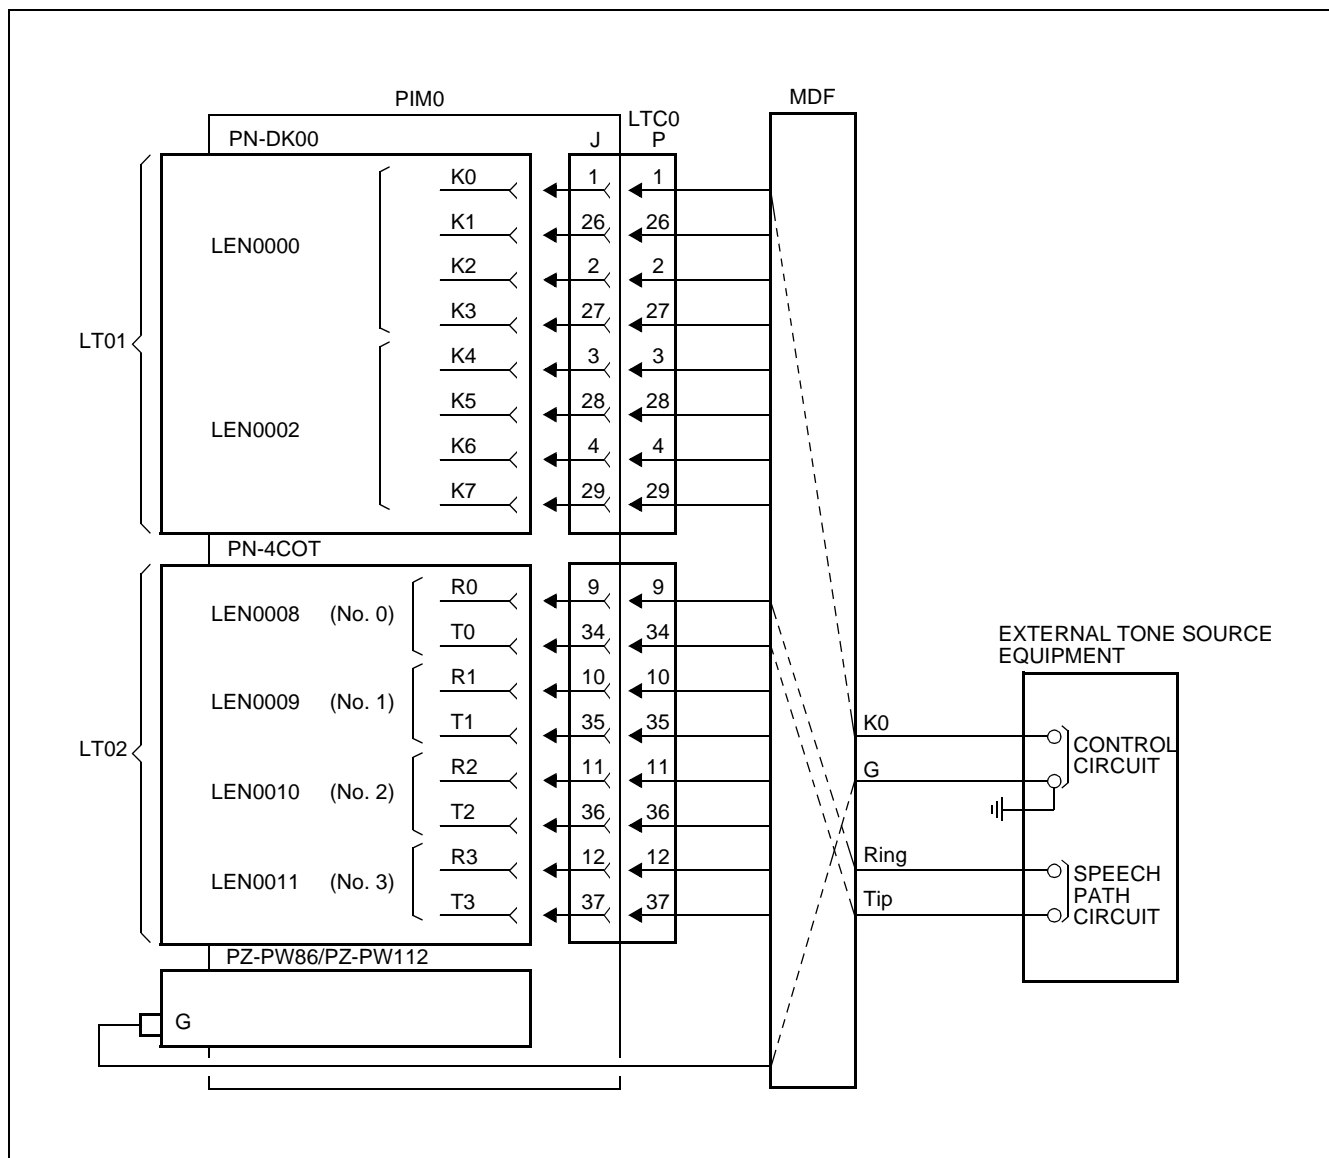 PIM0
MDF
LTC0
PN-DK00
J P
K0 1 1
K1 26 26
LEN0000
K2 2 2
K3 27 27
LT01
K4 3 3
K5 28 28
LEN0002
K6 4 4
K7 29 29
PN-4COT
R0 9 9
LEN0008 (No. 0)
T0 34 34
EXTERNAL TONE SOURCE
EQUIPMENT
R1 10 10
LEN0009 (No. 1)
T1 35 35
K0
CONTROL
CIRCUIT
LT02
R2 11 11
G
LEN0010 (No. 2)
T2 36 36
R3 12 12
Ring
SPEECH
PATH
CIRCUIT
LEN0011 (No. 3)
T3 37 37
Tip
PZ-PW86/PZ-PW112
G